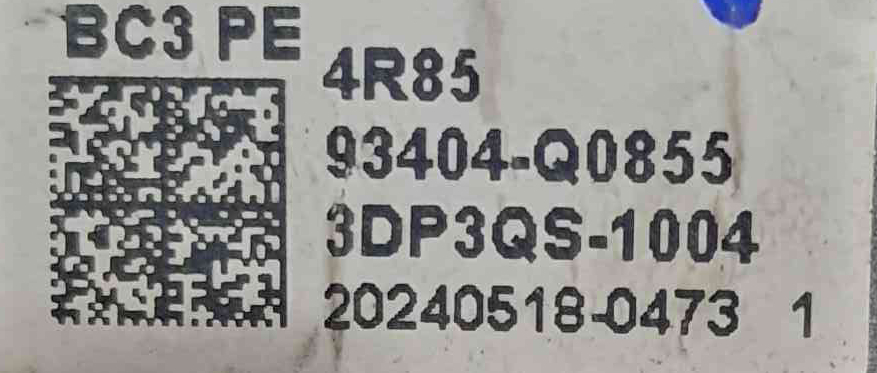 BC3 PE
4R85
93404-Q0855
3DP3QS-1004
20240518-0473 1